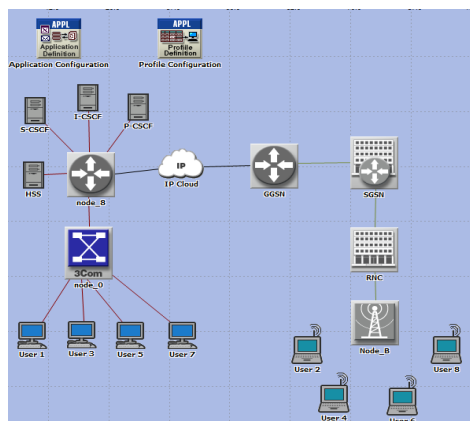 APPL
APPL
Application
Definition
Profile
Definition
Application Configuration
Profile Configuration
I-CSCF
S-CSCF
P-CSCF
HSS
node_8
IP
IP Cloud
GGSN
SGSN
3Com
node_0
RNC
User 1
User 3
User 5
User 7
Node_B
User 2
User 8
User 4